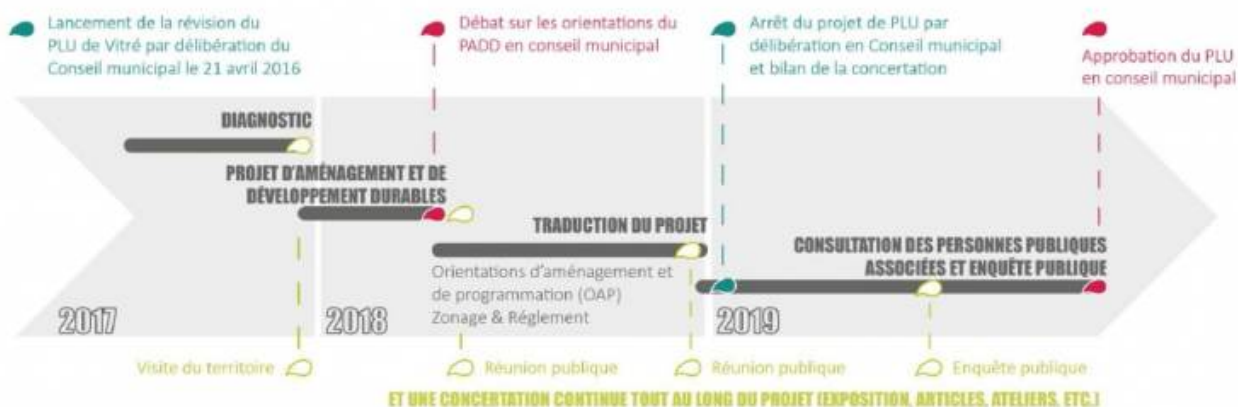 Lancement de la révision du
PLU de Vitré par délibération du
Conseil municipal le 21 avril 2016
Débat sur les orientations du
PADD en conseil municipal
Arrêt du projet de PLU par
délibération en Conseil municipal
et bilan de la concertation
Approbation du PLU
en conseil municipal
DIAGNOSTIC
PROJET D'AMÉNAGEMENT ET DE
DÉVELOPPEMENT DURABLES
TRADUCTION DU PROJET
Orientations d'aménagement et
de programmation (OAP)
Zonage & Réglement
CONSULTATION DES PERSONNES PUBLIQUES
ASSOCIÉES ET ENQUÊTE PUBLIQUE
2017
2018
2019
Visite du territoire
Réunion publique
Réunion publique
Enquête publique
ET UNE CONCERTATION CONTINUE TOUT AU LONG DU PROJET (EXPOSITION, ARTICLES, ATELIERS, ETC.)